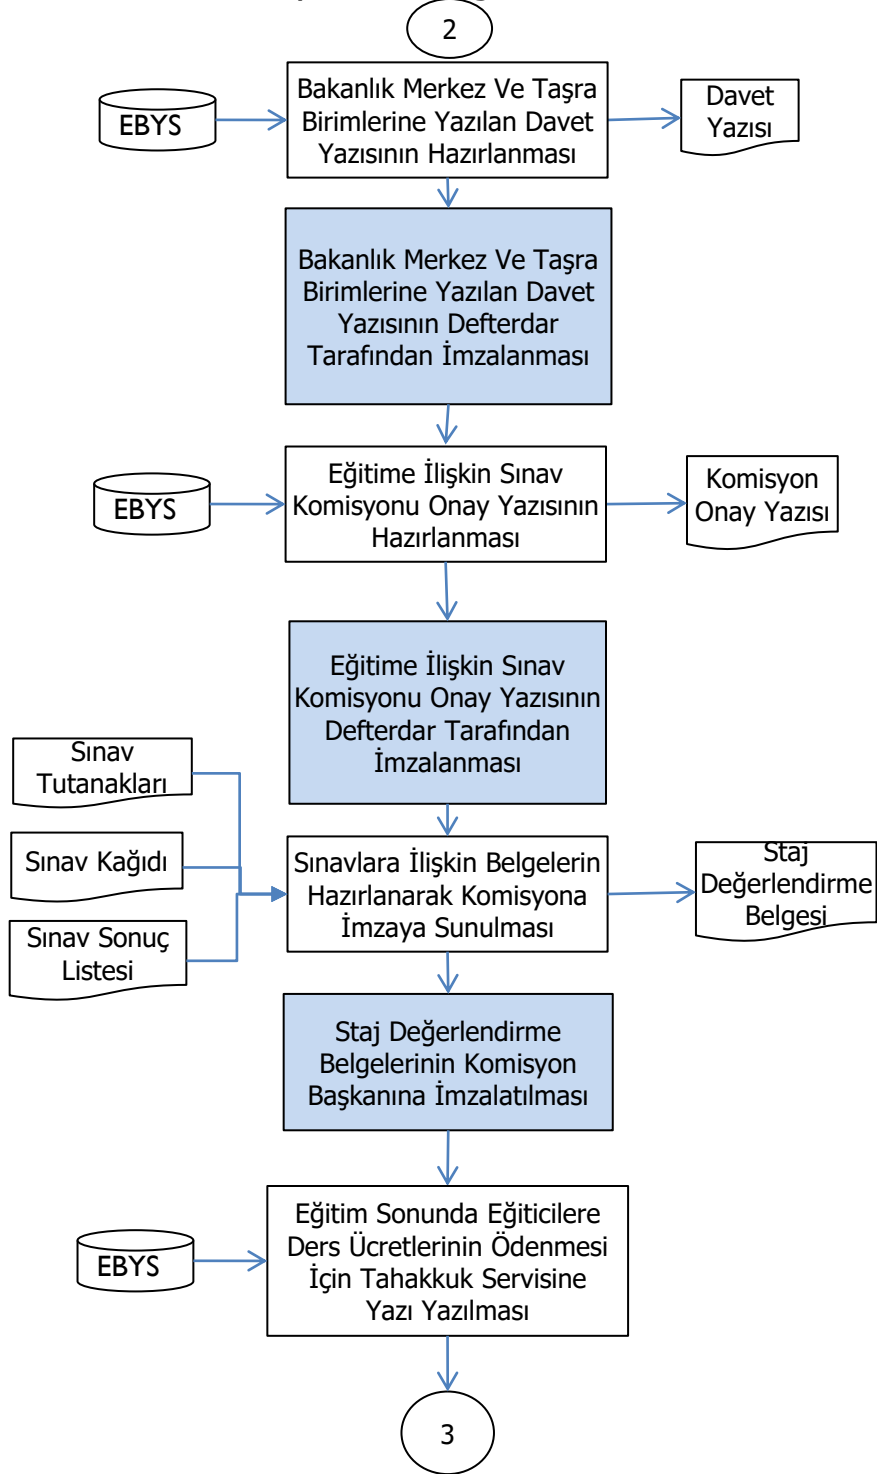 2
EBYS
Bakanlık Merkez Ve Taşra
Birimlerine Yazılan Davet
Yazısının Hazırlanması
Davet
Yazısı
Bakanlık Merkez Ve Taşra
Birimlerine Yazılan Davet
Yazısının Defterdar
Tarafından İmzalanması
EBYS
Eğitime İlişkin Sınav
Komisyonu Onay Yazısının
Hazırlanması
Komisyon
Onay Yazısı
Eğitime İlişkin Sınav
Komisyonu Onay Yazısının
Defterdar Tarafından
İmzalanması
Sınav
Tutanakları
Sınav Kağıdı
Sınav Sonuç
Listesi
Sınavlara İlişkin Belgelerin
Hazırlanarak Komisyona
İmzaya Sunulması
Staj
Değerlendirme
Belgesi
Staj Değerlendirme
Belgelerinin Komisyon
Başkanına İmzalatılması
EBYS
Eğitim Sonunda Eğiticilere
Ders Ücretlerinin Ödenmesi
İçin Tahakkuk Servisine
Yazı Yazılması
3